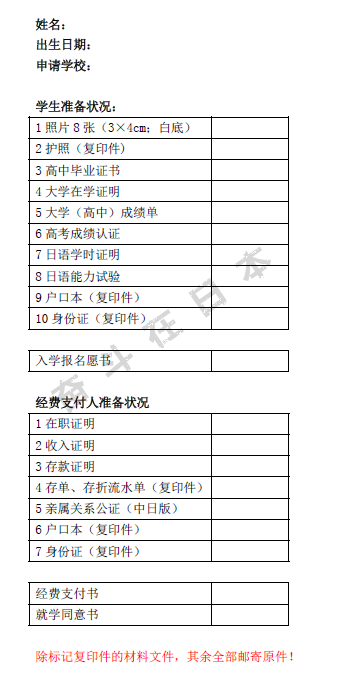 姓名：
出生日期：
申请学校：
学生准备状况：
1 照片 8 张（3×4cm；白底）
2 护照（复印件)
3 高中毕业证书
4 大学在学证明
5 大学（高中）成绩单
6 高考成绩认证
7 日语学时证明
8 日语能力试验
9 户口本（复印件）
10 身份证（复印件）
入学报名愿书
经费支付人准备状况
1 在职证明
2 收入证明
3 存款证明
4 存单、存折流水单（复印件）
5 亲属关系公证（中日版）
6 户口本（复印件）
7 身份证（复印件）
经费支付书
就学同意书
除标记复印件的材料文件，其余全部邮寄原件！
奋斗在日本